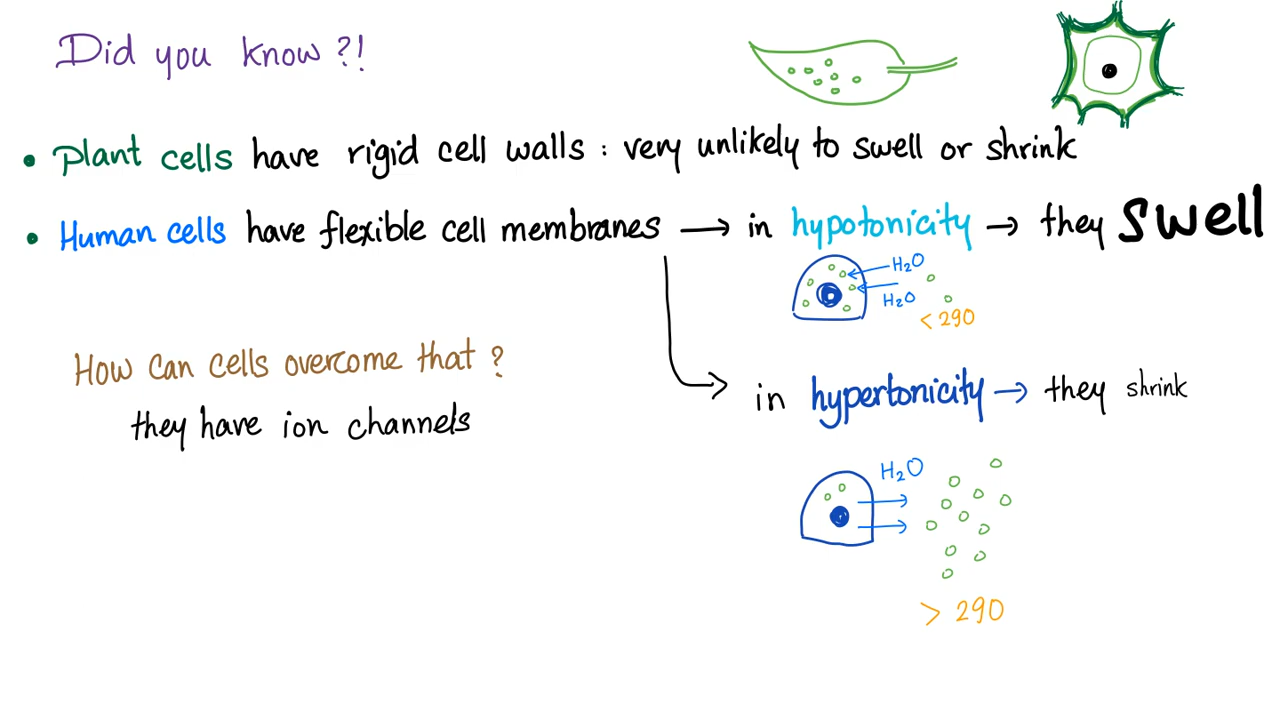 Did you know?!
• Plant cells have rigid cell walls : very unlikely to swell or shrink
• Human cells have flexible cell membranes → in hypotonicity → they swell
H₂O
H₂O
< 290
How can cells overcome that ?
they have ion channels
in hypertonicity → they shrink
H₂O
> 290